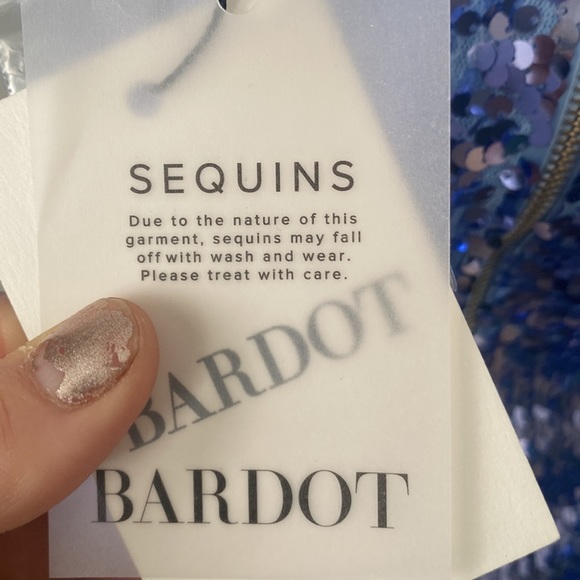 SEQUINS
Due to the nature of this
garment, sequins may fall
off with wash and wear.
Please treat with care.
BARDOT
BARDOT